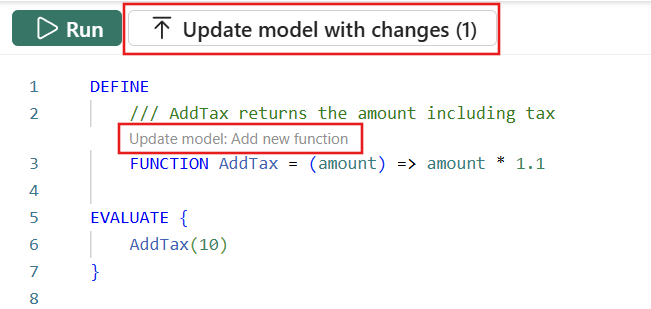 Run Update model with changes (1)
1 DEFINE
2 /// AddTax returns the amount including tax
Update model: Add new function
3 FUNCTION AddTax = (amount) => amount * 1.1
4
5 EVALUATE {
6 AddTax(10)
7 }
8